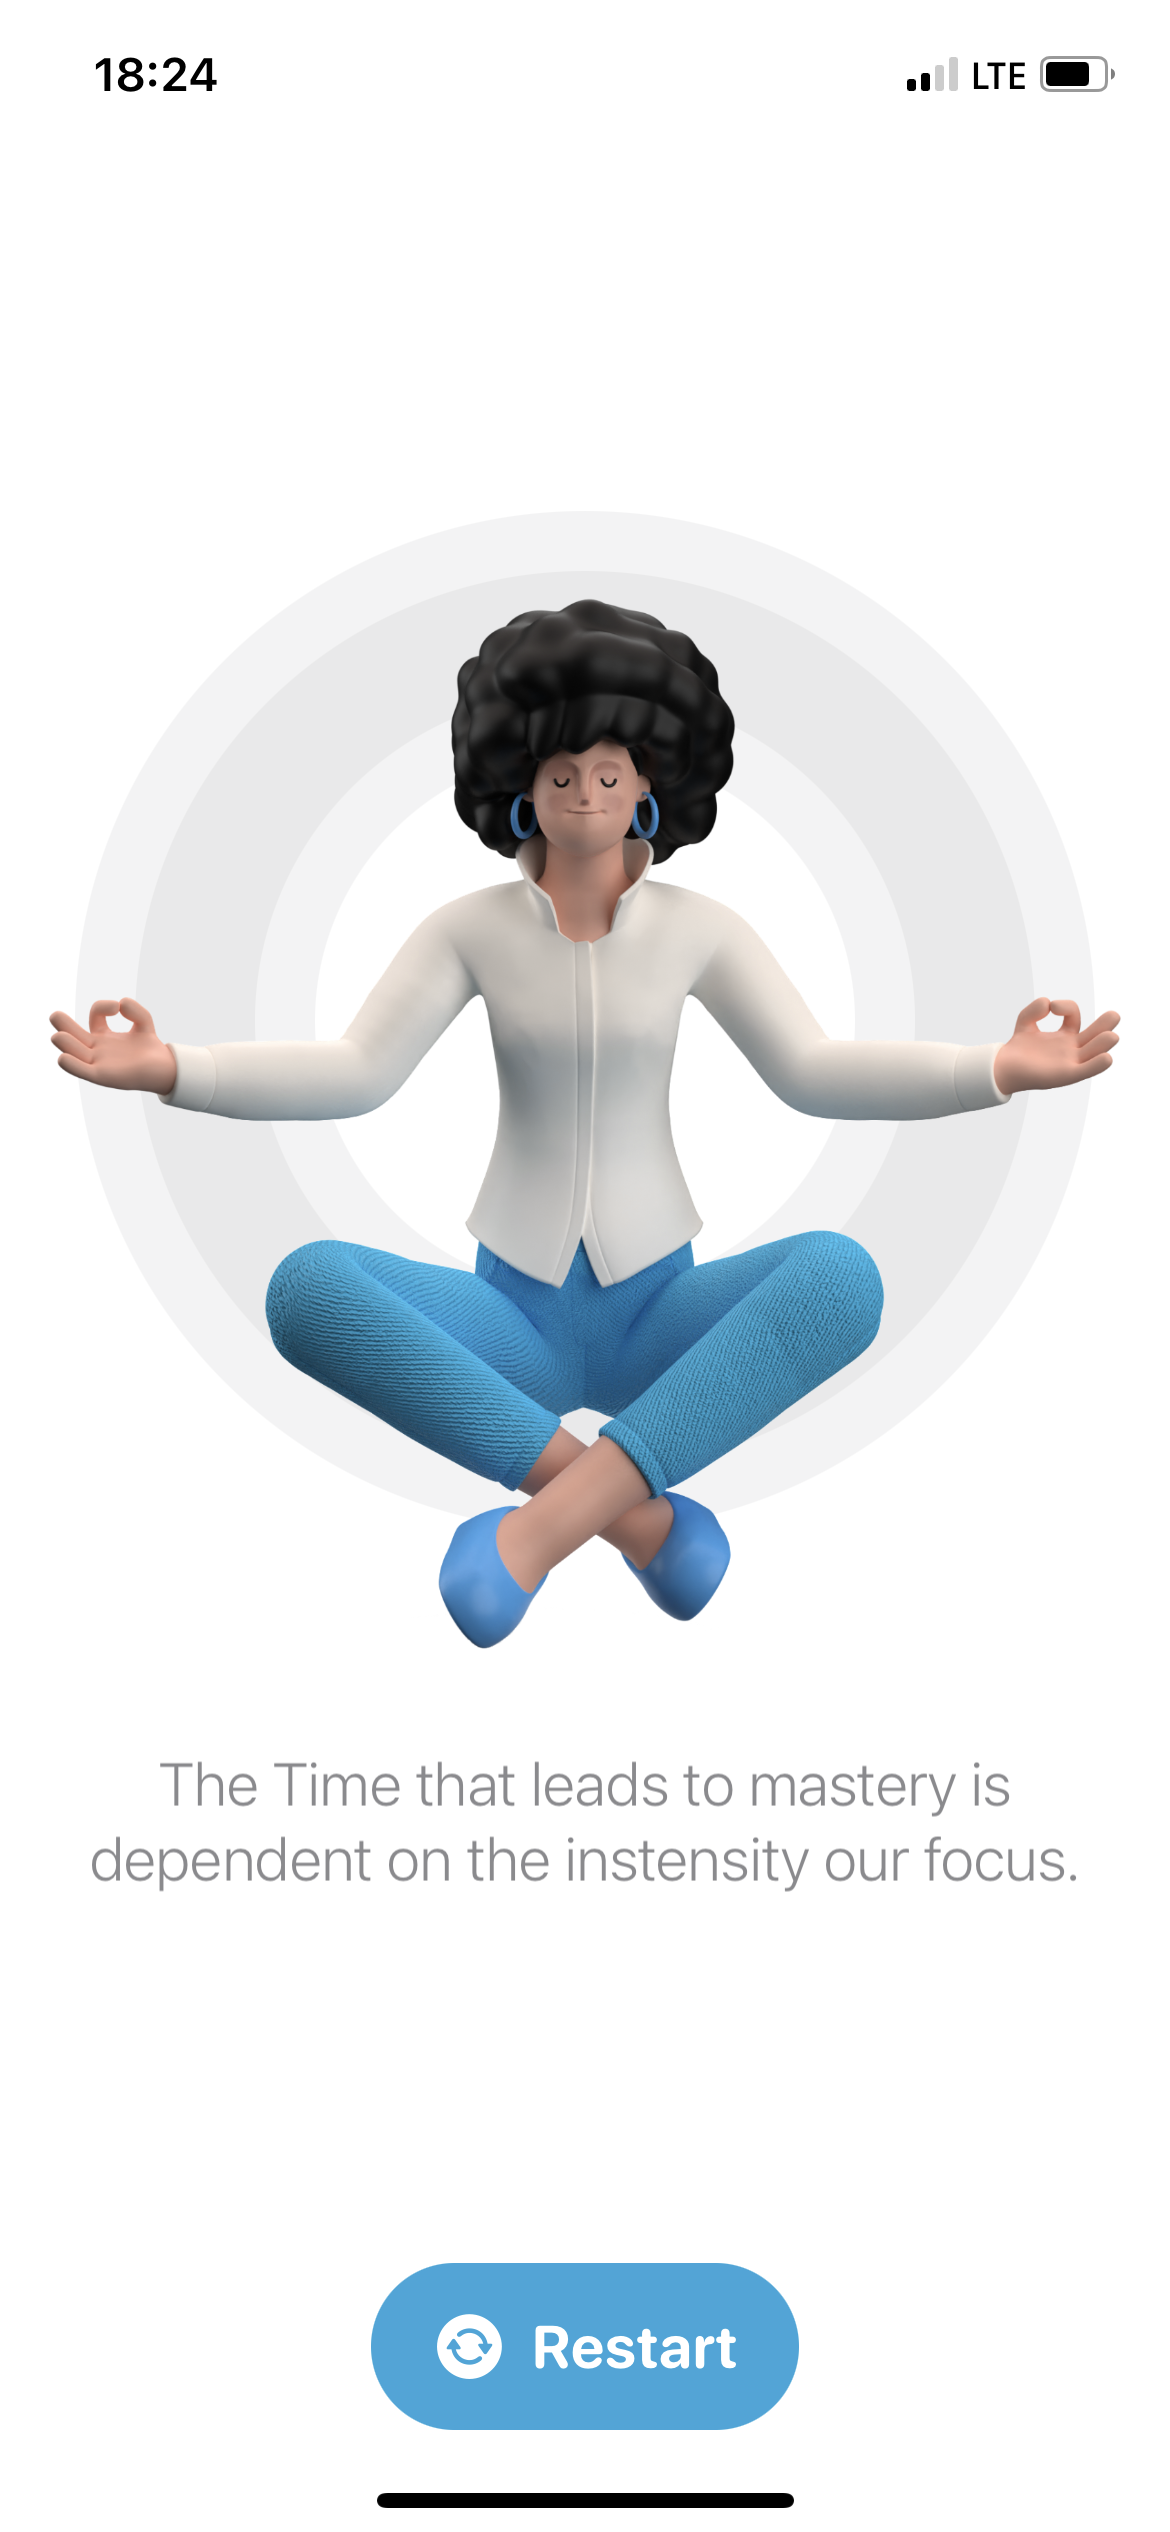 18:24 LTE
The Time that leads to mastery is
dependent on the instensity our focus.
Restart